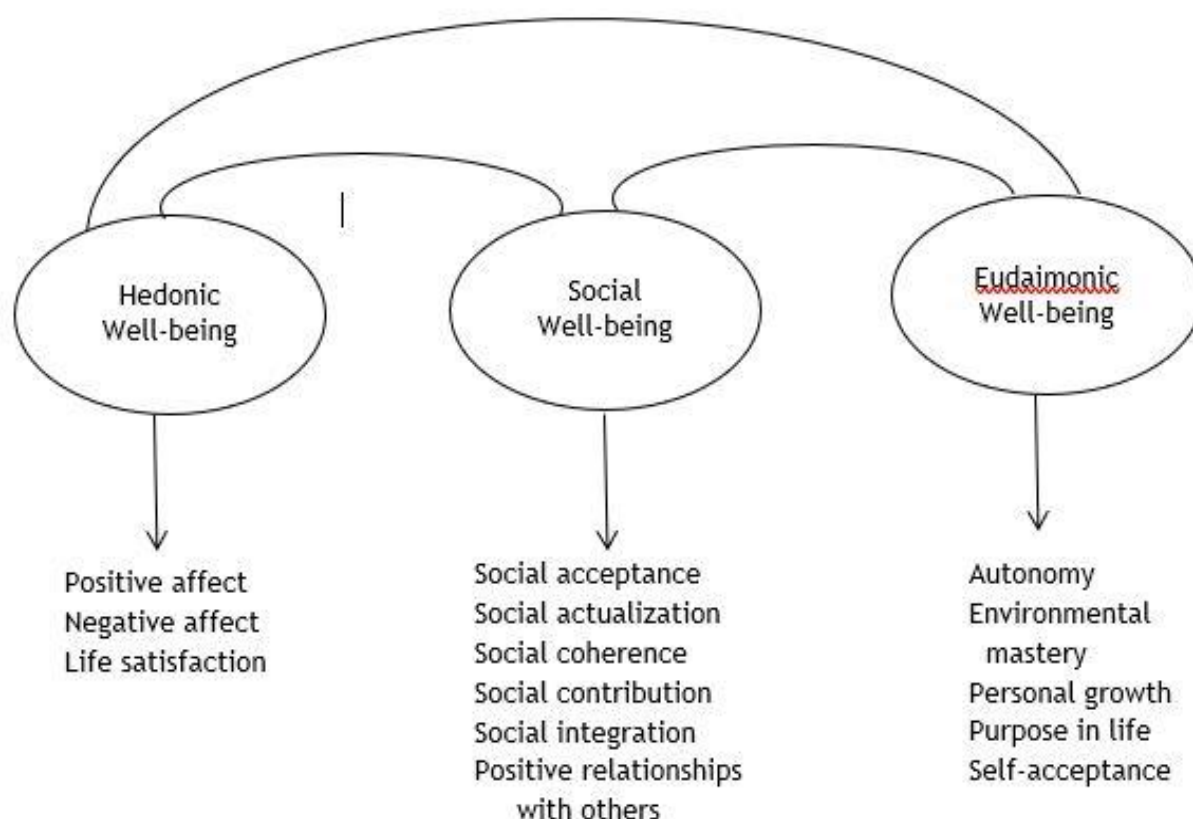 Hedonic
Well-being
Social
Well-being
Eudaimonic
Well-being
Positive affect
Negative affect
Life satisfaction
Social acceptance
Social actualization
Social coherence
Social contribution
Social integration
Positive relationships
with others
Autonomy
Environmental
mastery
Personal growth
Purpose in life
Self-acceptance